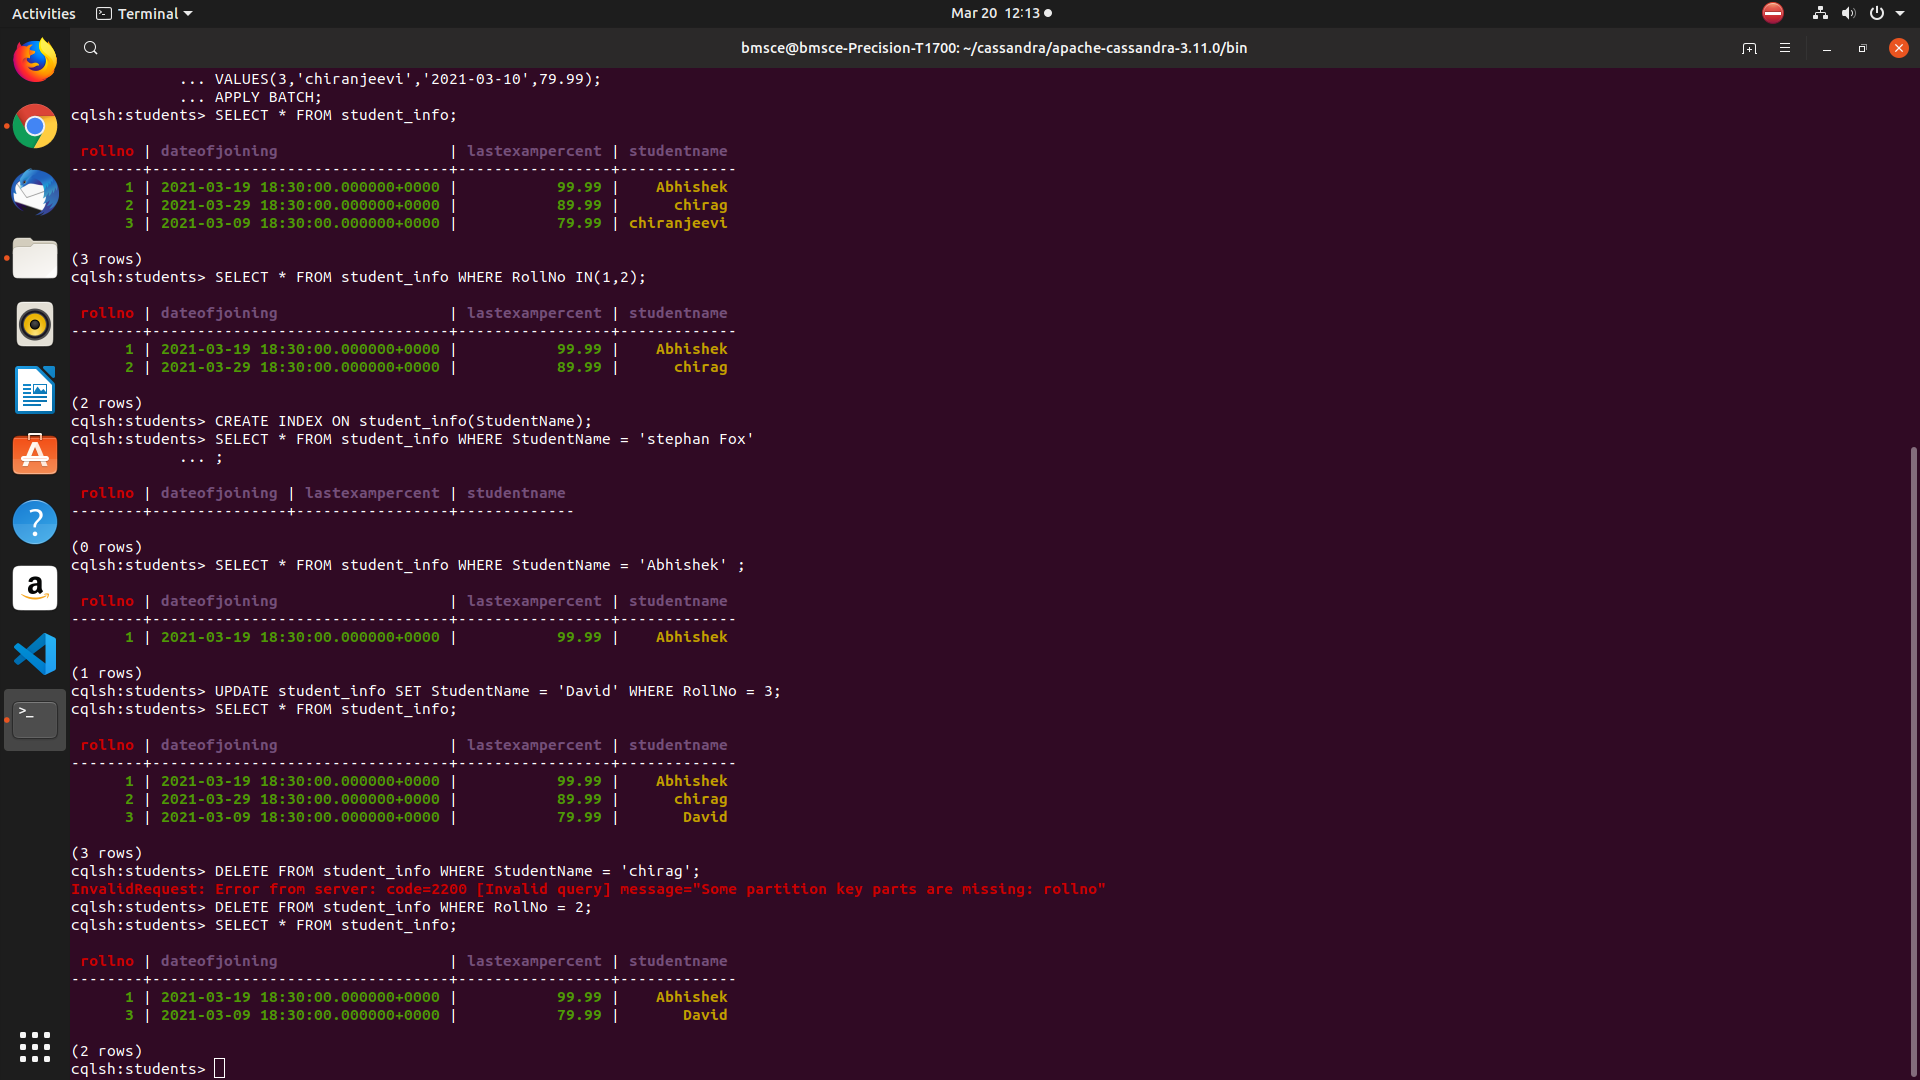 Activities Terminal Mar 20 12:13
bmsce@bmsce-Precision-T1700: ~/cassandra/apache-cassandra-3.11.0/bin
            ... VALUES(3,'chiranjeevi','2021-03-10',79.99);
            ... APPLY BATCH;
cqlsh:students> SELECT * FROM student_info;
 rollno | dateofjoining                   | lastexampercent | studentname
--------+---------------------------------+-----------------+-------------
      1 | 2021-03-19 18:30:00.000000+0000 |           99.99 |    Abhishek
      2 | 2021-03-29 18:30:00.000000+0000 |           89.99 |      chirag
      3 | 2021-03-09 18:30:00.000000+0000 |           79.99 | chiranjeevi
(3 rows)
cqlsh:students> SELECT * FROM student_info WHERE RollNo IN(1,2);
 rollno | dateofjoining                   | lastexampercent | studentname
--------+---------------------------------+-----------------+-------------
      1 | 2021-03-19 18:30:00.000000+0000 |           99.99 |    Abhishek
      2 | 2021-03-29 18:30:00.000000+0000 |           89.99 |      chirag
(2 rows)
cqlsh:students> CREATE INDEX ON student_info(StudentName);
cqlsh:students> SELECT * FROM student_info WHERE StudentName = 'stephan Fox'
            ... ;
 rollno | dateofjoining | lastexampercent | studentname
--------+---------------+-----------------+-------------
(0 rows)
cqlsh:students> SELECT * FROM student_info WHERE StudentName = 'Abhishek' ;
 rollno | dateofjoining                   | lastexampercent | studentname
--------+---------------------------------+-----------------+-------------
      1 | 2021-03-19 18:30:00.000000+0000 |           99.99 |    Abhishek
(1 rows)
cqlsh:students> UPDATE student_info SET StudentName = 'David' WHERE RollNo = 3;
cqlsh:students> SELECT * FROM student_info;
 rollno | dateofjoining                   | lastexampercent | studentname
--------+---------------------------------+-----------------+-------------
      1 | 2021-03-19 18:30:00.000000+0000 |           99.99 |    Abhishek
      2 | 2021-03-29 18:30:00.000000+0000 |           89.99 |      chirag
      3 | 2021-03-09 18:30:00.000000+0000 |           79.99 |       David
(3 rows)
cqlsh:students> DELETE FROM student_info WHERE StudentName = 'chirag';
InvalidRequest: Error from server: code=2200 [Invalid query] message="Some partition key parts are missing: rollno"
cqlsh:students> DELETE FROM student_info WHERE RollNo = 2;
cqlsh:students> SELECT * FROM student_info;
 rollno | dateofjoining                   | lastexampercent | studentname
--------+---------------------------------+-----------------+-------------
      1 | 2021-03-19 18:30:00.000000+0000 |           99.99 |    Abhishek
      3 | 2021-03-09 18:30:00.000000+0000 |           79.99 |       David
(2 rows)
cqlsh:students>